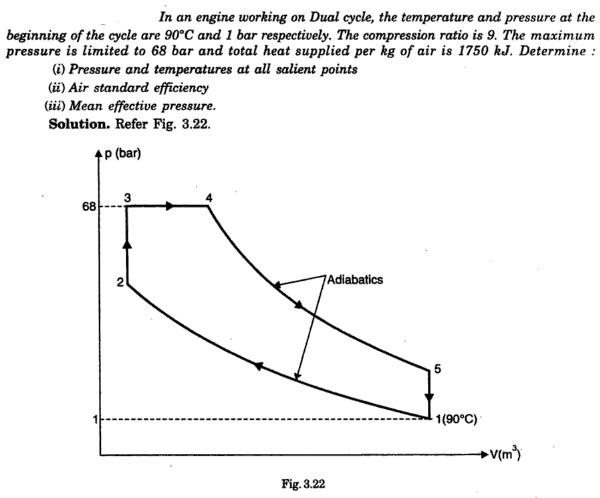 In an engine working on Dual cycle, the temperature and pressure at the
beginning of the cycle are 90°C and 1 bar respectively. The compression ratio is 9. The maximum
pressure is limited to 68 bar and total heat supplied per kg of air is 1750 kJ. Determine :
(i) Pressure and temperatures at all salient points
(ii) Air standard efficiency
(iii) Mean effective pressure.
Solution. Refer Fig. 3.22.
p (bar)
3
4
68
2
Adiabatics
5
1
1(90°C)
V(m³)
Fig. 3.22